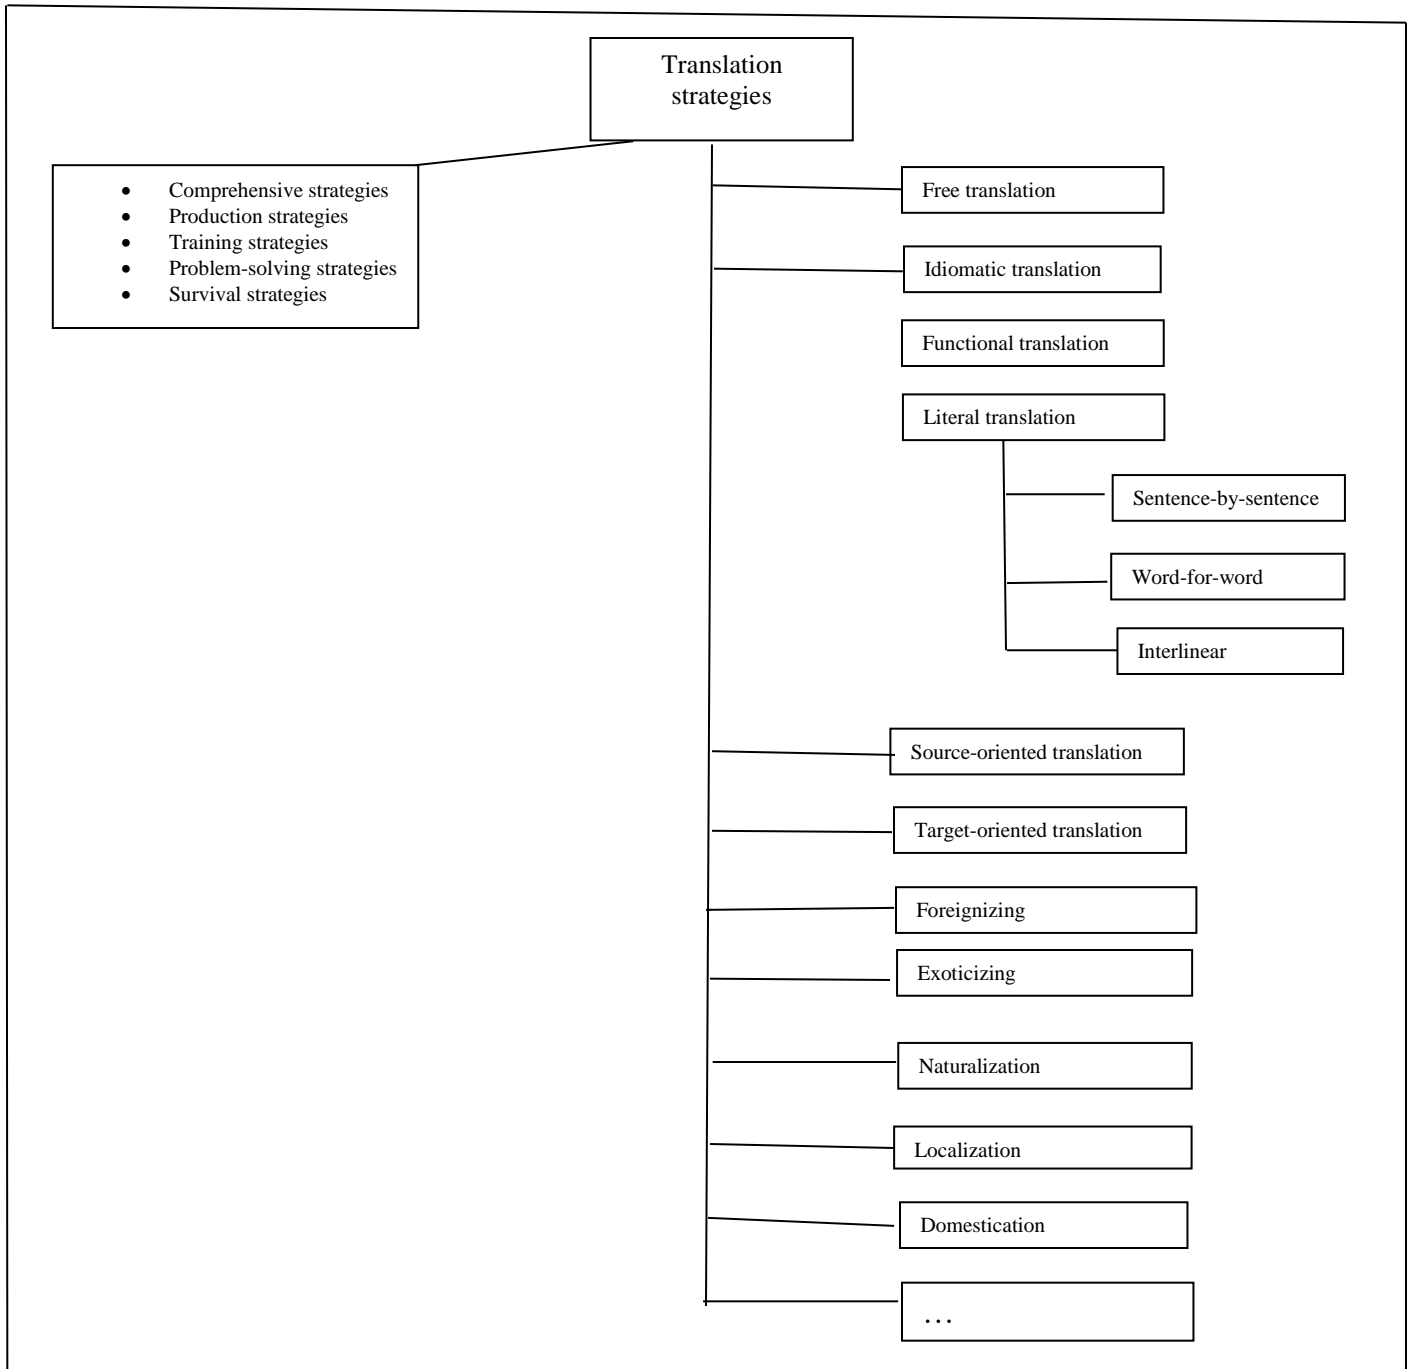 Translation
strategies
• Comprehensive strategies
• Production strategies
• Training strategies
• Problem-solving strategies
• Survival strategies
Free translation
Idiomatic translation
Functional translation
Literal translation
Sentence-by-sentence
Word-for-word
Interlinear
Source-oriented translation
Target-oriented translation
Foreignizing
Exoticizing
Naturalization
Localization
Domestication
…